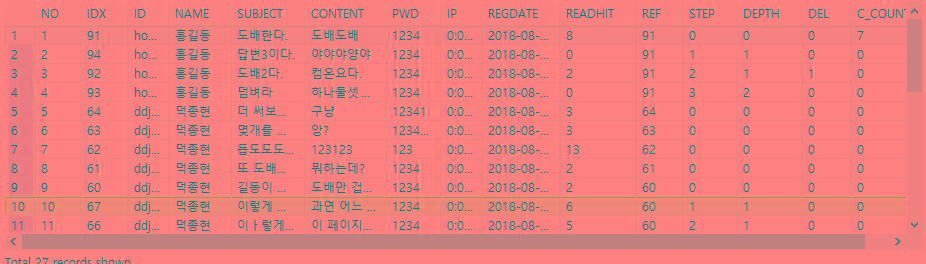 NO IDX ID NAME SUBJECT CONTENT PWD IP REGDATE READHIT REF STEP DEPTH DEL C_COUNT
1 1 91 ho... 홍길동 도배한다. 도배도배 1234 0:0... 2018-08-... 8 91 0 0 0 7
2 2 94 ho... 홍길동 답변3이다. 야야야양야 1234 0:0... 2018-08-... 0 91 1 1 0 0
3 3 92 ho... 홍길동 도배2다. 컴온요다. 1234 0:0... 2018-08-... 2 91 2 1 1 0
4 4 93 ho... 홍길동 덤벼라 하나둘셋... 1234 0:0... 2018-08-... 0 91 3 2 0 0
5 5 64 ddj... 덕종현 더 써보... 구냥 12341 0:0... 2018-08-... 3 64 0 0 0 0
6 6 63 ddj... 덕종현 몇개를 ... 앙? 1234... 0:0... 2018-08-... 3 63 0 0 0 0
7 7 62 ddj... 덕종현 123123 123 0:0... 2018-08-... 13 62 0 0 0 0
8 8 61 ddj... 덕종현 또 도배... 뭐하는데? 1234 0:0... 2018-08-... 2 61 0 0 0 0
9 9 60 ddj... 덕종현 길동이 ... 도배만 겁... 1234 0:0... 2018-08-... 2 60 0 0 0 0
10 10 67 ddj... 덕종현 이렇게 ... 과연 어느 ... 1234 0:0... 2018-08-... 6 60 1 1 0 0
11 11 66 ddj... 덕종현 이ㅏ렇게... 이 페이지... 1234 0:0... 2018-08-... 5 60 2 1 0 0
Total 27 records shown